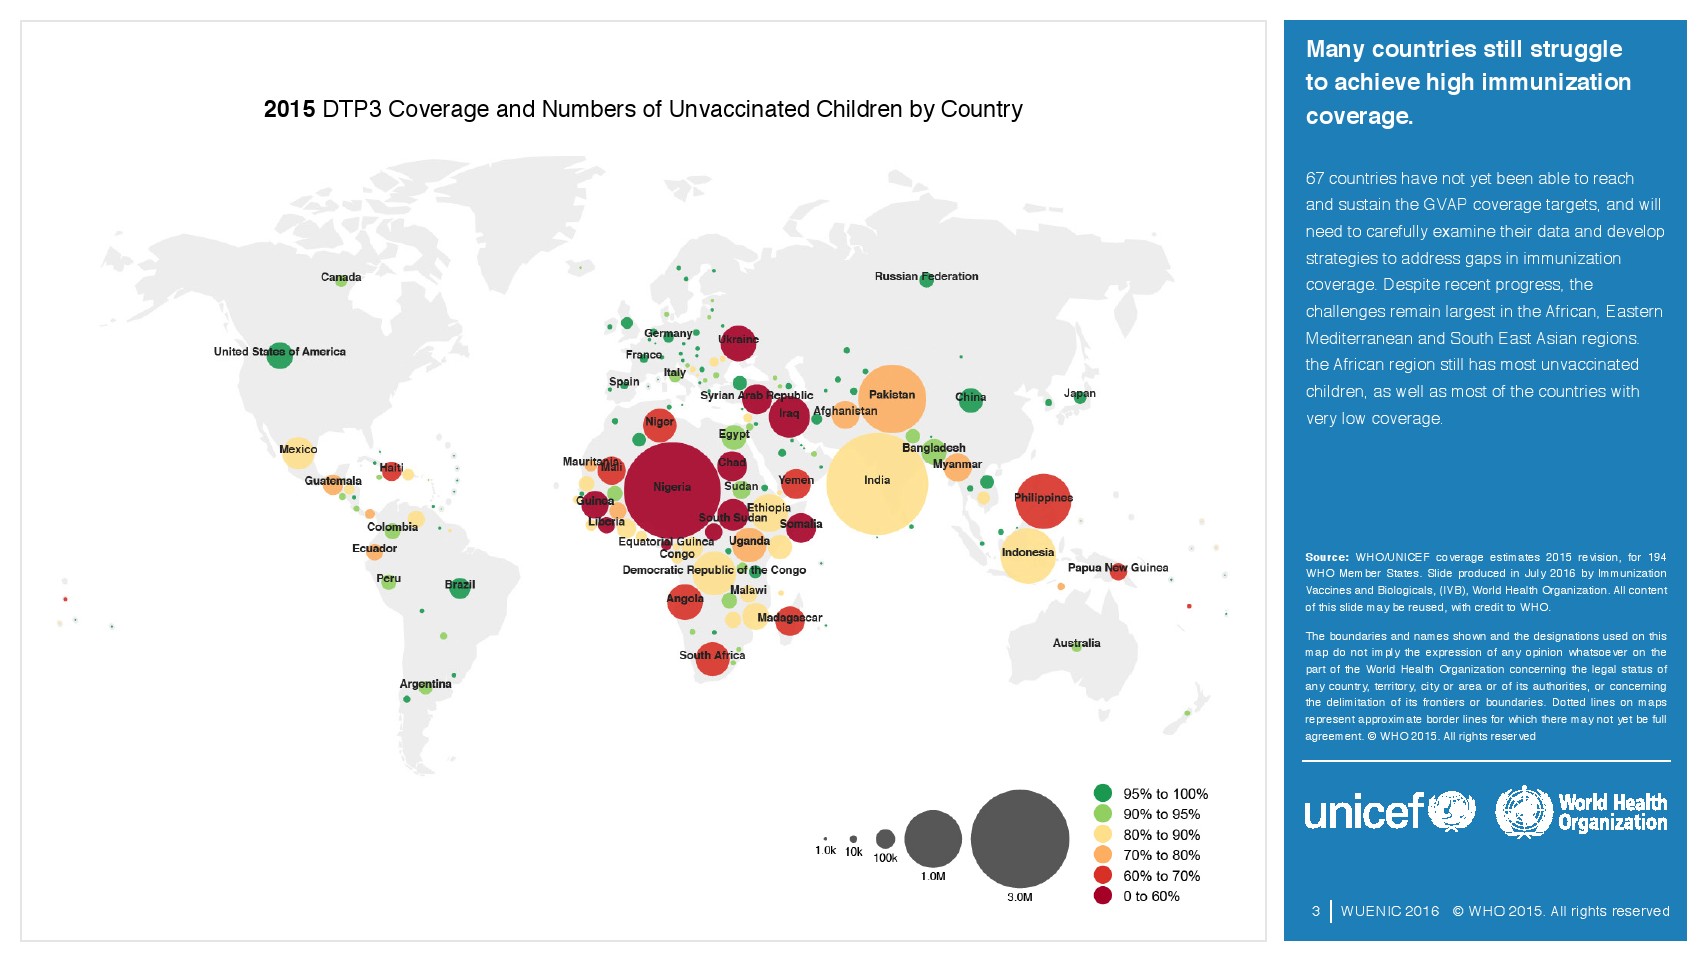 2015 DTP3 Coverage and Numbers of Unvaccinated Children by Country
Canada
Russian Federation
Germany
Ukraine
United States of America
France
Italy
Spain
Syrian Arab Republic
Pakistan
China
Japan
Iraq
Afghanistan
Niger
Egypt
Mexico
Bangladesh
Mauritania
Mali
Chad
Myanmar
Haiti
Guatemala
Nigeria
Sudan
Yemen
India
Philippines
Guinea
Ethiopia
Liberia
South Sudan
Somalia
Colombia
Equatorial Guinea
Uganda
Ecuador
Congo
Indonesia
Democratic Republic of the Congo
Papua New Guinea
Peru
Brazil
Malawi
Angola
Madagascar
South Africa
Australia
Argentina
1.0k
10k
100k
1.0M
3.0M
95% to 100%
90% to 95%
80% to 90%
70% to 80%
60% to 70%
0 to 60%
Many countries still struggle
to achieve high immunization
coverage.
67 countries have not yet been able to reach
and sustain the GVAP coverage targets, and will
need to carefully examine their data and develop
strategies to address gaps in immunization
coverage. Despite recent progress, the
challenges remain largest in the African, Eastern
Mediterranean and South East Asian regions.
the African region still has most unvaccinated
children, as well as most of the countries with
very low coverage.
Source: WHO/UNICEF coverage estimates 2015 revision, for 194
WHO Member States. Slide produced in July 2016 by Immunization
Vaccines and Biologicals, (IVB), World Health Organization. All content
of this slide may be reused, with credit to WHO.
The boundaries and names shown and the designations used on this
map do not imply the expression of any opinion whatsoever on the
part of the World Health Organization concerning the legal status of
any country, territory, city or area or of its authorities, or concerning
the delimitation of its frontiers or boundaries. Dotted lines on maps
represent approximate border lines for which there may not yet be full
agreement. © WHO 2015. All rights reserved
unicef
World Health
Organization
3 | WUENIC 2016 © WHO 2015. All rights reserved